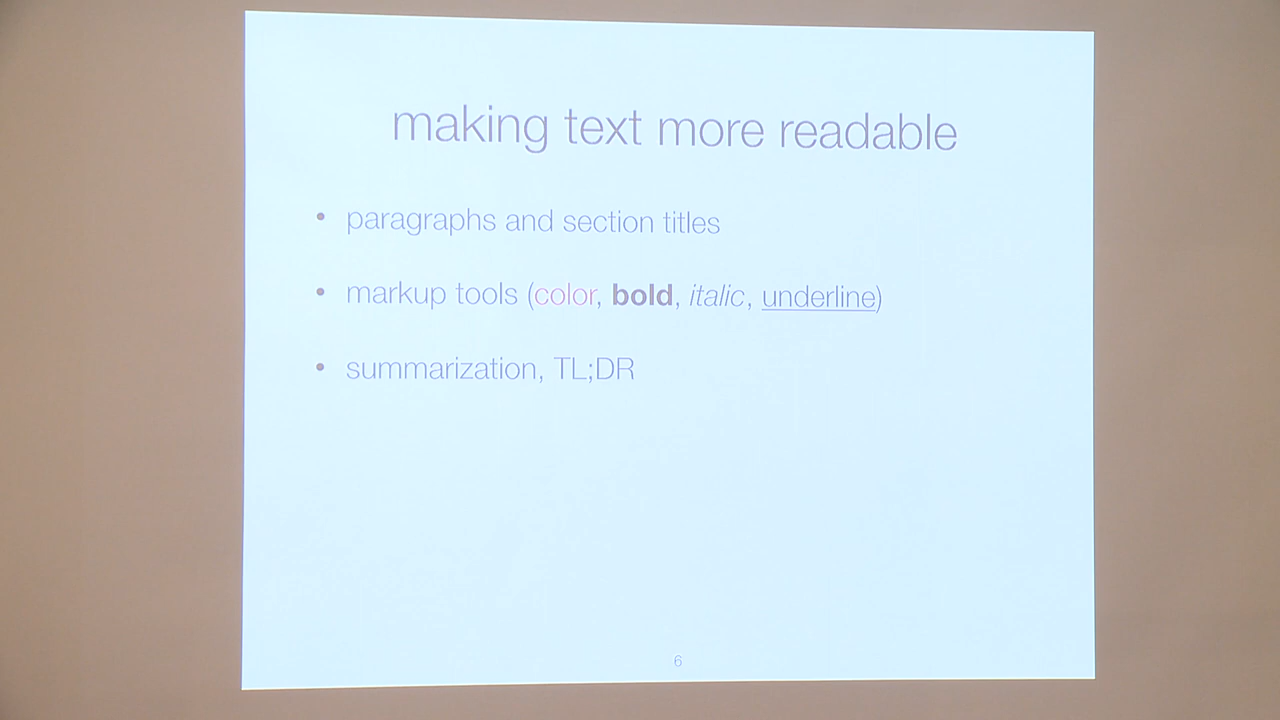 making text more readable
• paragraphs and section titles
• markup tools (color, bold, italic, underline)
• summarization, TL;DR
6